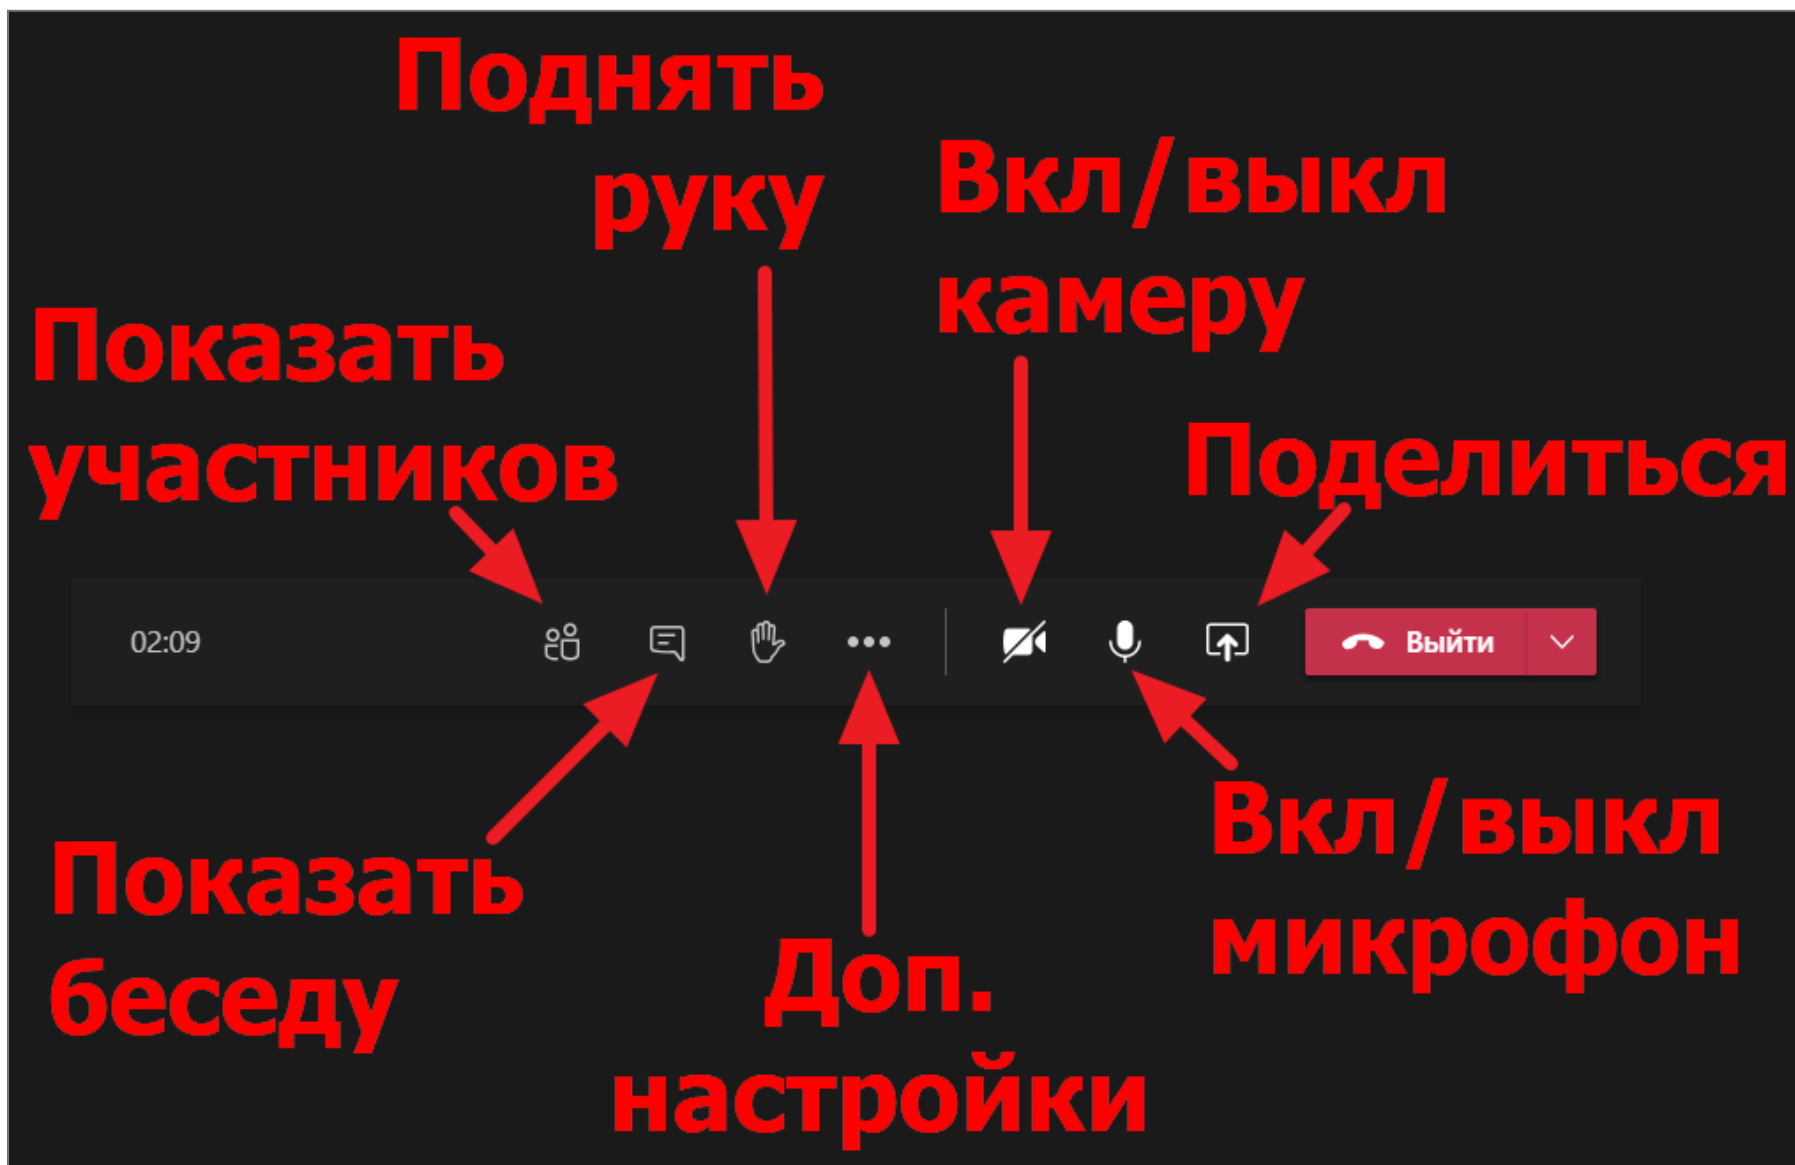 Поднять
руку
Вкл/выкл
камеру
Показать
участников
Поделиться
02:09
Выйти
Показать
беседу
Доп.
настройки
Вкл/выкл
микрофон